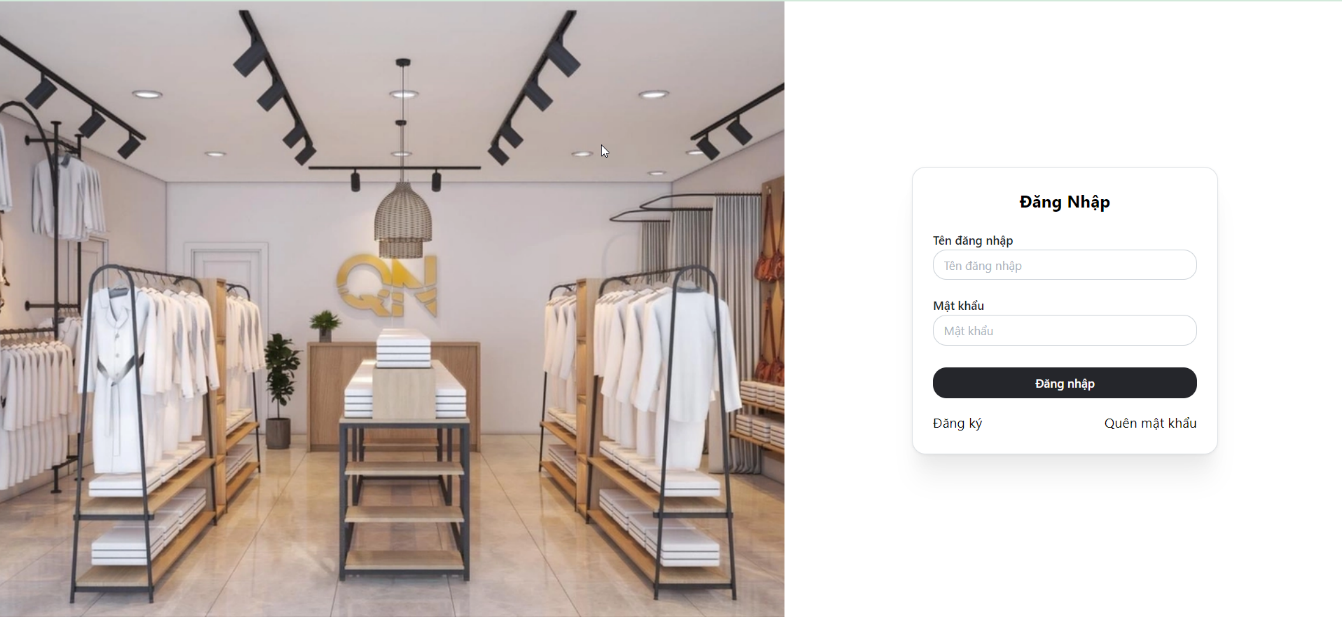 QN
Đăng Nhập
Tên đăng nhập
Tên đăng nhập
Mật khẩu
Mật khẩu
Đăng nhập
Đăng ký
Quên mật khẩu